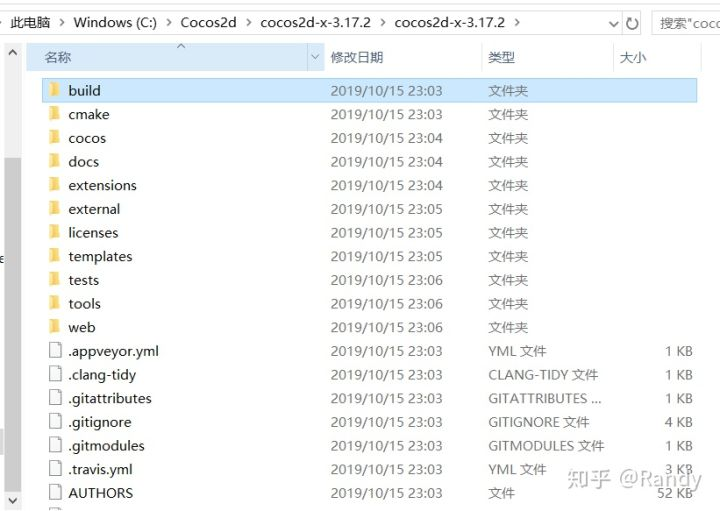 此电脑 > Windows (C:) > Cocos2d > cocos2d-x-3.17.2 > cocos2d-x-3.17.2 > 搜索"coco
名称 修改日期 类型 大小
build 2019/10/15 23:03 文件夹
cmake 2019/10/15 23:03 文件夹
cocos 2019/10/15 23:04 文件夹
docs 2019/10/15 23:04 文件夹
extensions 2019/10/15 23:04 文件夹
external 2019/10/15 23:05 文件夹
licenses 2019/10/15 23:05 文件夹
templates 2019/10/15 23:05 文件夹
tests 2019/10/15 23:06 文件夹
tools 2019/10/15 23:06 文件夹
web 2019/10/15 23:06 文件夹
.appveyor.yml 2019/10/15 23:03 YML 文件 1 KB
.clang-tidy 2019/10/15 23:03 CLANG-TIDY 文件 1 KB
.gitattributes 2019/10/15 23:03 GITATTRIBUTES ... 1 KB
.gitignore 2019/10/15 23:03 GITIGNORE 文件 4 KB
.gitmodules 2019/10/15 23:03 GITMODULES 文件 1 KB
.travis.yml 2019/10/15 23:03 YML 文件 3 KB
知乎 @Randy
AUTHORS 2019/10/15 23:03 文件 52 KB